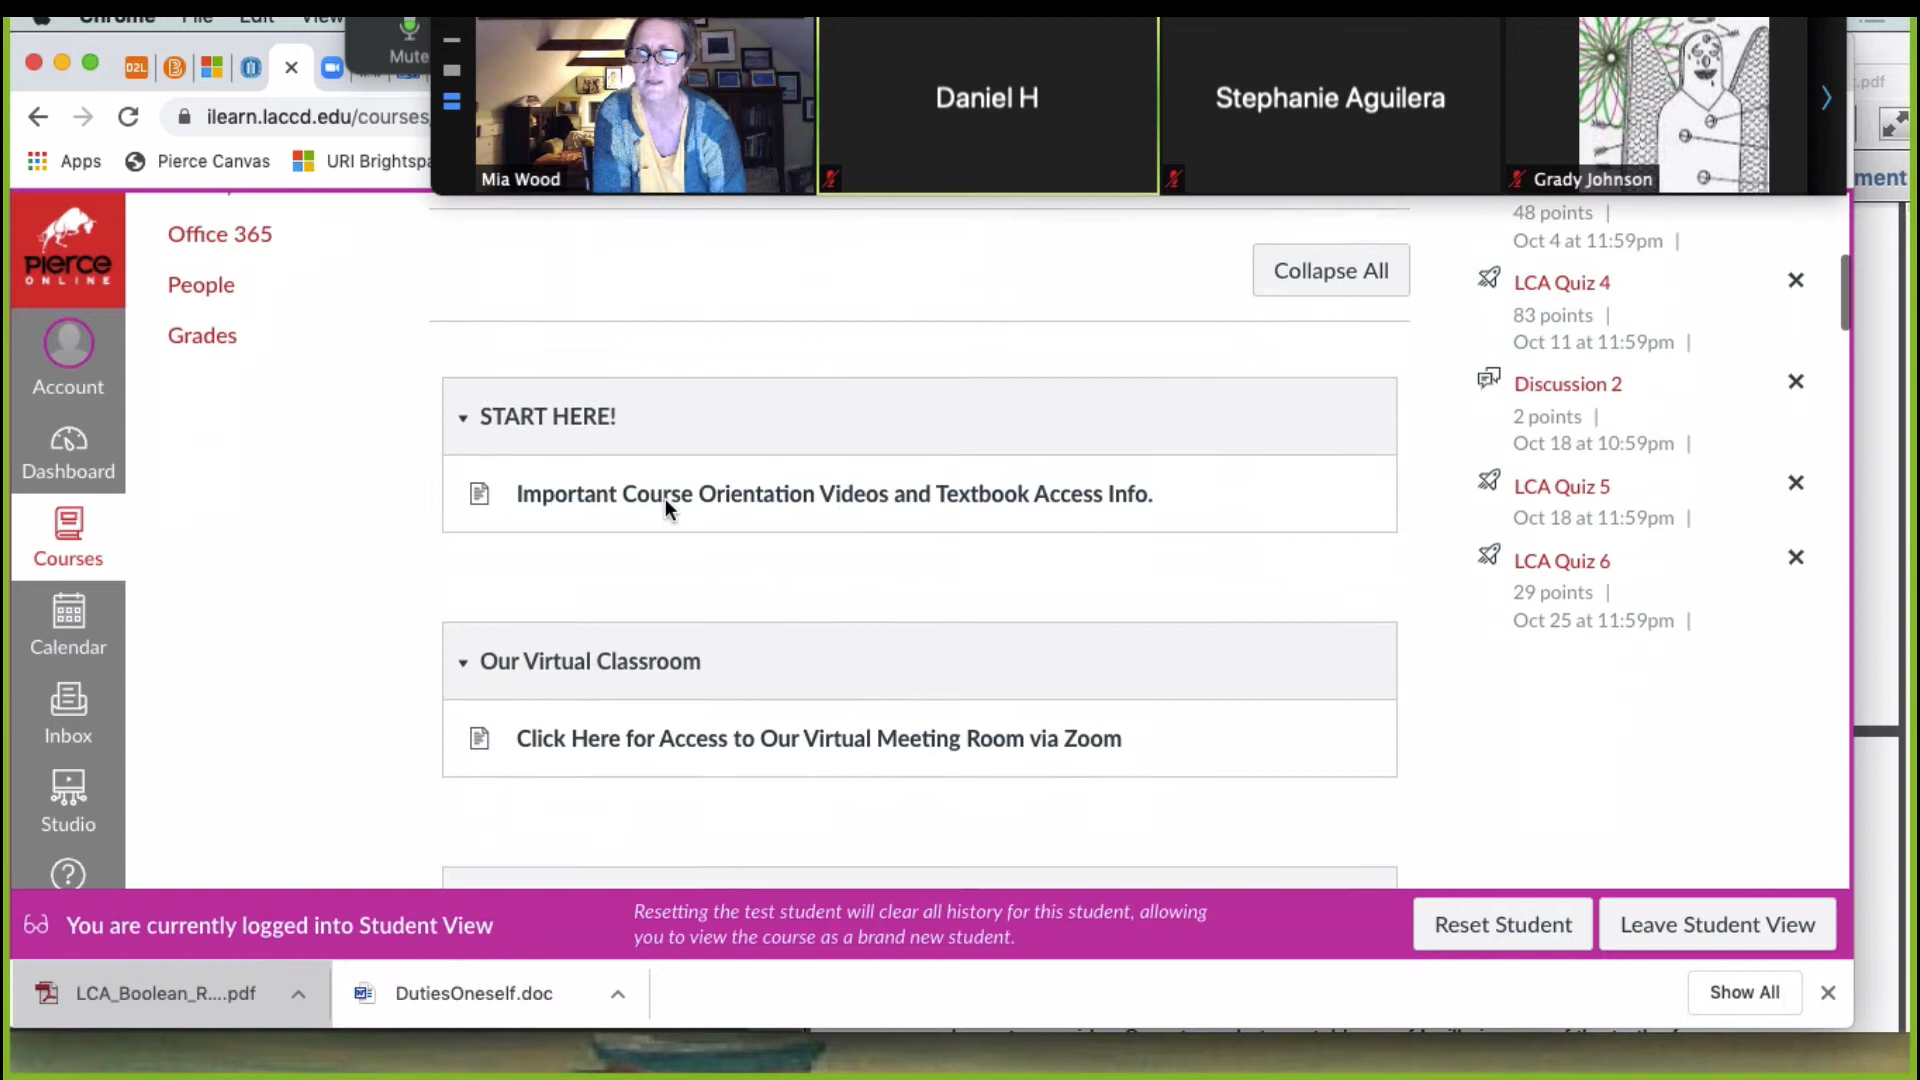 Chrome File Edit View
Mute
Mia Wood
Daniel H
Stephanie Aguilera
Grady Johnson
.pdf
D2L
ilearn.laccd.edu/courses
Apps
Pierce Canvas
URI Brightspa
ment
PIERCE
ONLINE
Account
Dashboard
Courses
Calendar
Inbox
Studio
Office 365
People
Grades
Collapse All
START HERE!
Important Course Orientation Videos and Textbook Access Info.
Our Virtual Classroom
Click Here for Access to Our Virtual Meeting Room via Zoom
48 points |
Oct 4 at 11:59pm |
LCA Quiz 4
83 points |
Oct 11 at 11:59pm |
Discussion 2
2 points |
Oct 18 at 10:59pm |
LCA Quiz 5
Oct 18 at 11:59pm |
LCA Quiz 6
29 points |
Oct 25 at 11:59pm |
You are currently logged into Student View
Resetting the test student will clear all history for this student, allowing
you to view the course as a brand new student.
Reset Student
Leave Student View
LCA_Boolean_R....pdf
DutiesOneself.doc
Show All